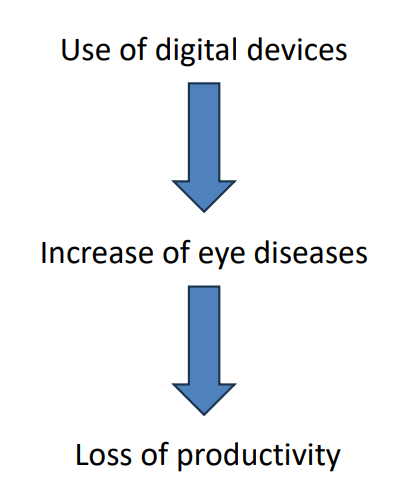 Use of digital devices
Increase of eye diseases
Loss of productivity